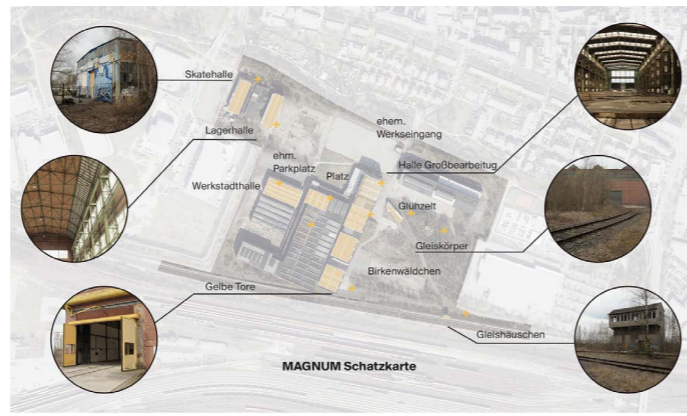 Skatehalle
ehem.
Werkseingang
Lagerhalle
ehm.
Parkplatz
Halle Großbearbeitug
Platz
Werkstadthalle
Glühzelt
Gleiskörper
Birkenwäldchen
Gelbe Tore
Gleishäuschen
MAGNUM Schatzkarte